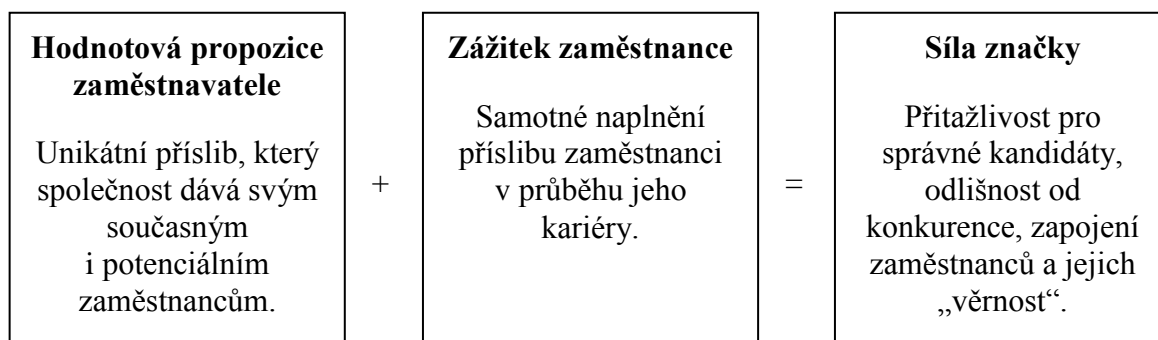 Hodnotová propozice
zaměstnavatele
Unikátní příslib, který
společnost dává svým
současným
i potenciálním
zaměstnancům.
+
Zážitek zaměstnance
Samotné naplnění
příslibu zaměstnanci
v průběhu jeho
kariéry.
=
Síla značky
Přitažlivost pro
správné kandidáty,
odlišnost od
konkurence, zapojení
zaměstnanců a jejich
„věrnost“.